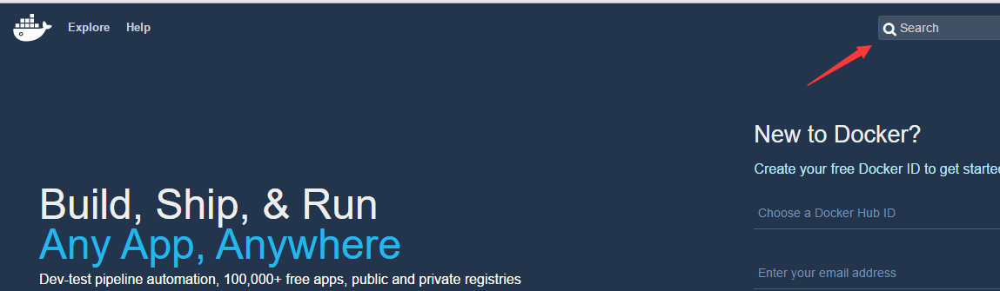 Explore Help Search
New to Docker?
Create your free Docker ID to get started
Choose a Docker Hub ID
Enter your email address
Build, Ship, & Run
Any App, Anywhere
Dev-test pipeline automation, 100,000+ free apps, public and private registries